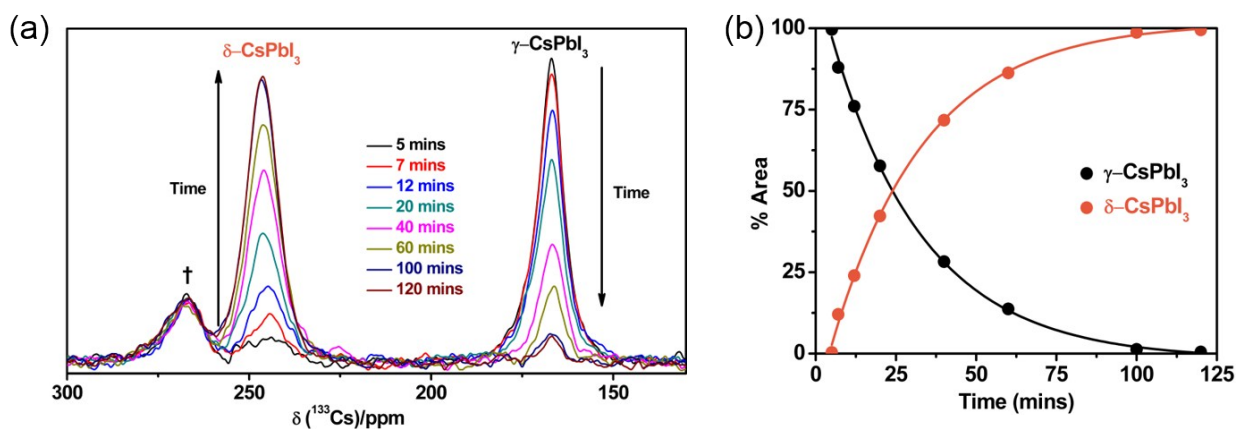 (a)
δ–CsPbI3
γ–CsPbI3
Time
†
5 mins
7 mins
12 mins
20 mins
40 mins
60 mins
100 mins
120 mins
Time
300
250
200
150
δ (133Cs)/ppm
(b)
100
75
50
25
0
% Area
γ–CsPbI3
δ–CsPbI3
0
25
50
75
100
125
Time (mins)